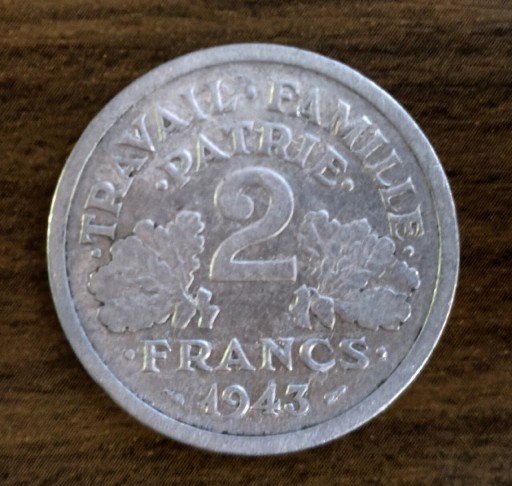 ·TRAVAIL·FAMILLE·
·PATRIE·
2
·FRANCS·
1943